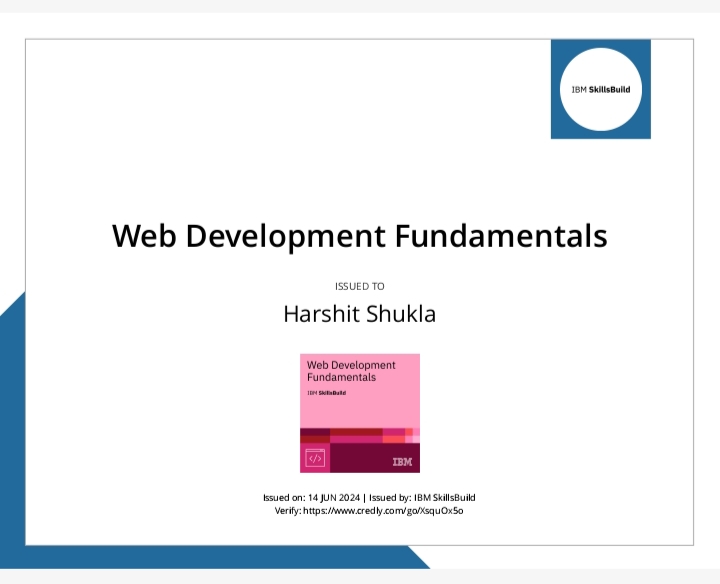 IBM SkillsBuild
Web Development Fundamentals
ISSUED TO
Harshit Shukla
Web Development
Fundamentals
IBM SkillsBuild
</>
IBM
Issued on: 14 JUN 2024 | Issued by: IBM SkillsBuild
Verify: https://www.credly.com/go/XsquOx5o